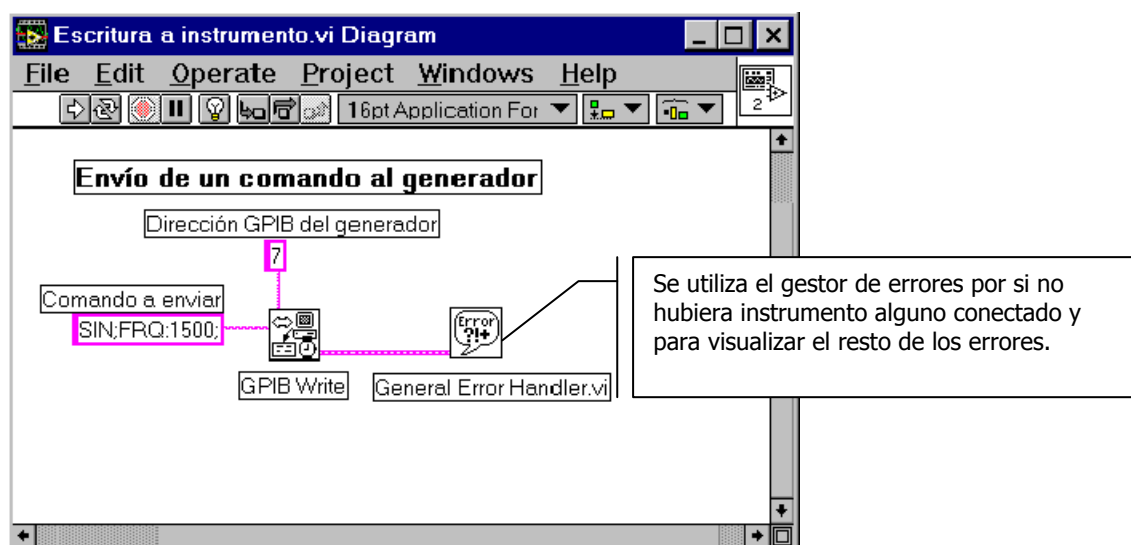 Escritura a instrumento.vi Diagram
File Edit Operate Project Windows Help
16pt Application For
2
Envío de un comando al generador
Dirección GPIB del generador
7
Comando a enviar
SIN;FRQ:1500;
Error
?!+
GPIB Write
General Error Handler.vi
Se utiliza el gestor de errores por si no
hubiera instrumento alguno conectado y
para visualizar el resto de los errores.